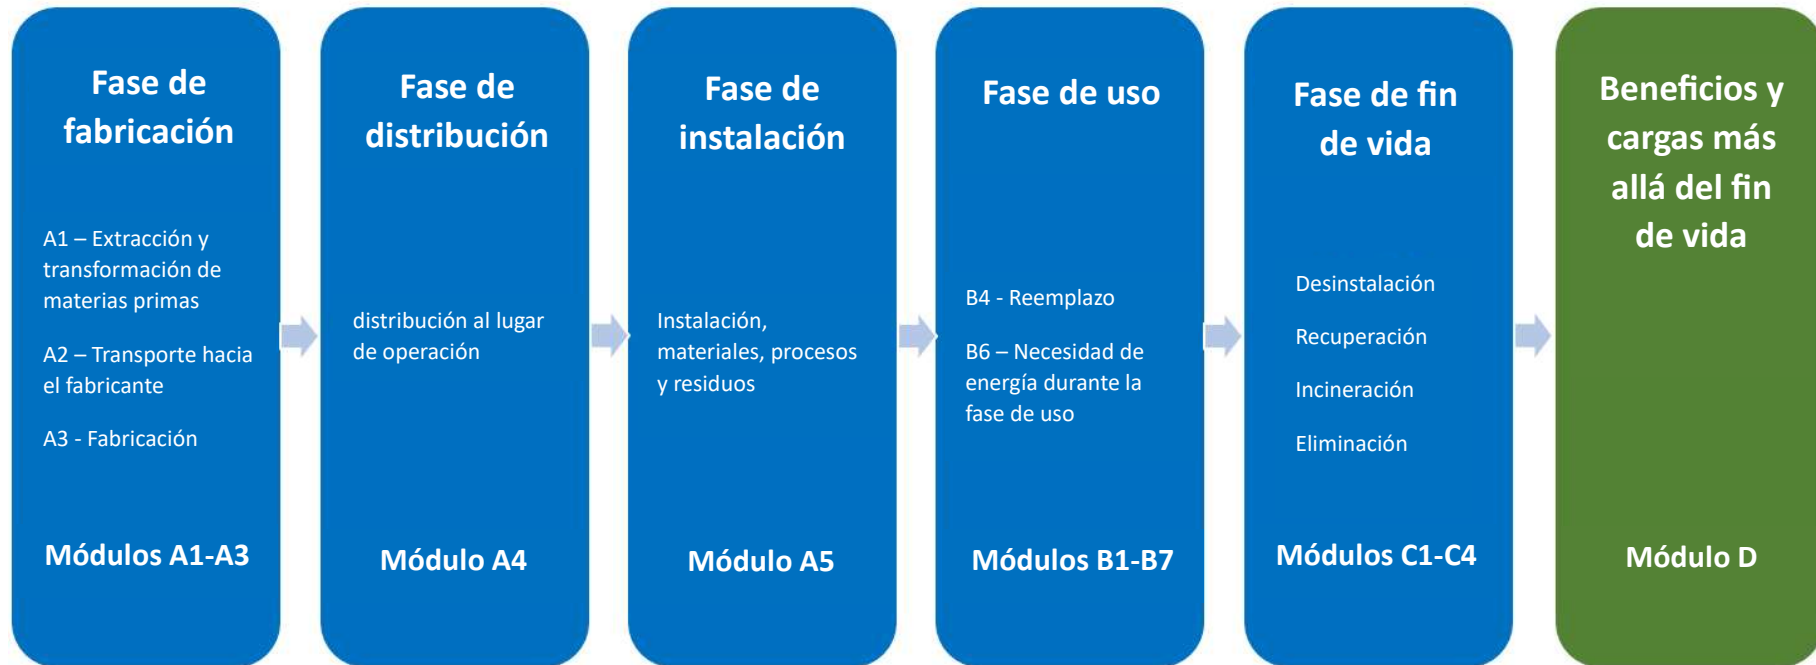 Fase de
fabricación
A1 – Extracción y
transformación de
materias primas
A2 – Transporte hacia
el fabricante
A3 - Fabricación
Módulos A1-A3
Fase de
distribución
distribución al lugar
de operación
Módulo A4
Fase de
instalación
Instalación,
materiales, procesos
y residuos
Módulo A5
Fase de uso
B4 - Reemplazo
B6 – Necesidad de
energía durante la
fase de uso
Módulos B1-B7
Fase de fin
de vida
Desinstalación
Recuperación
Incineración
Eliminación
Módulos C1-C4
Beneficios y
cargas más
allá del fin
de vida
Módulo D